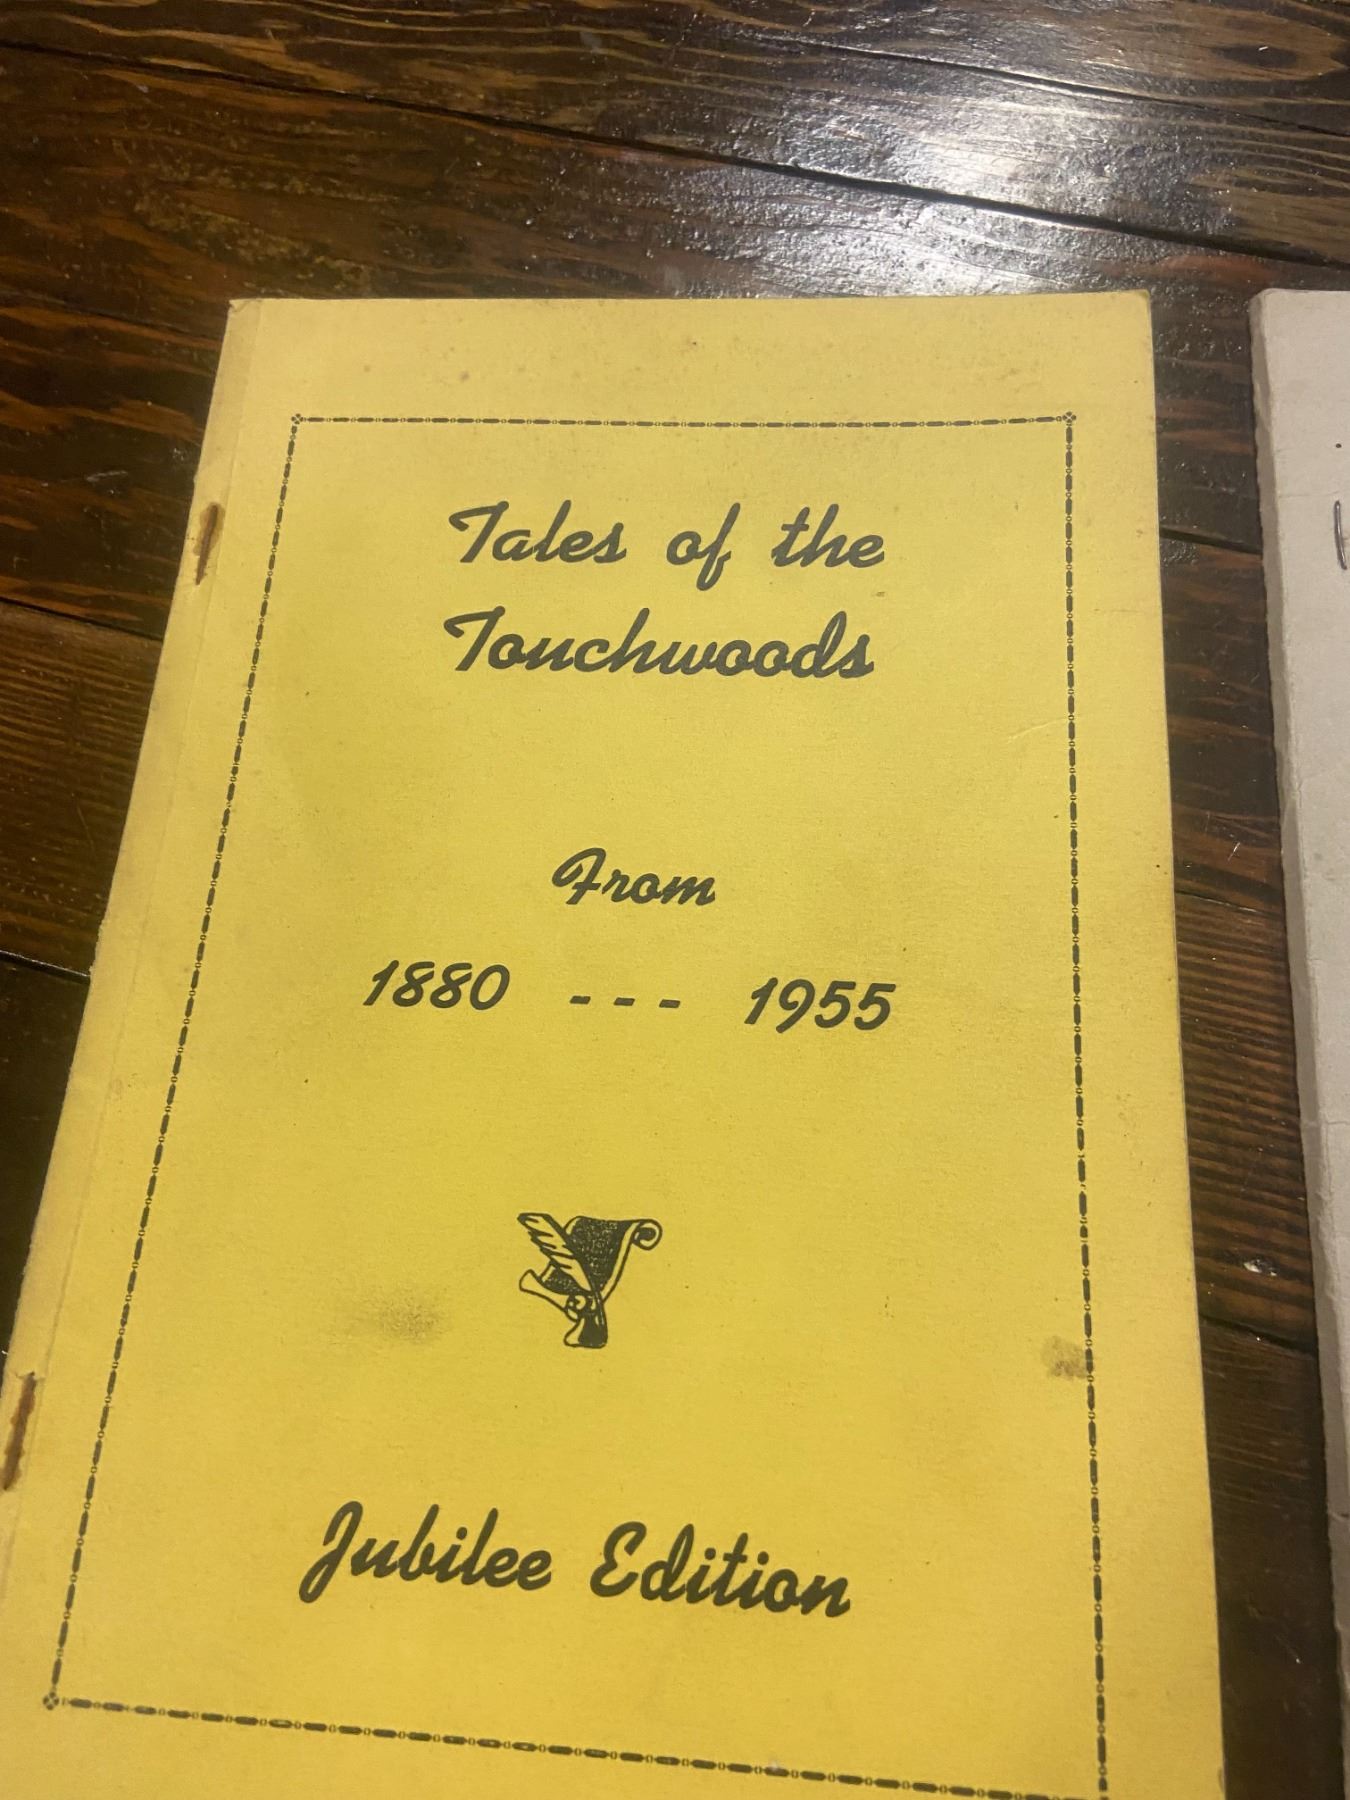 Tales of the
Touchwoods
From
1880 --- 1955
Jubilee Edition